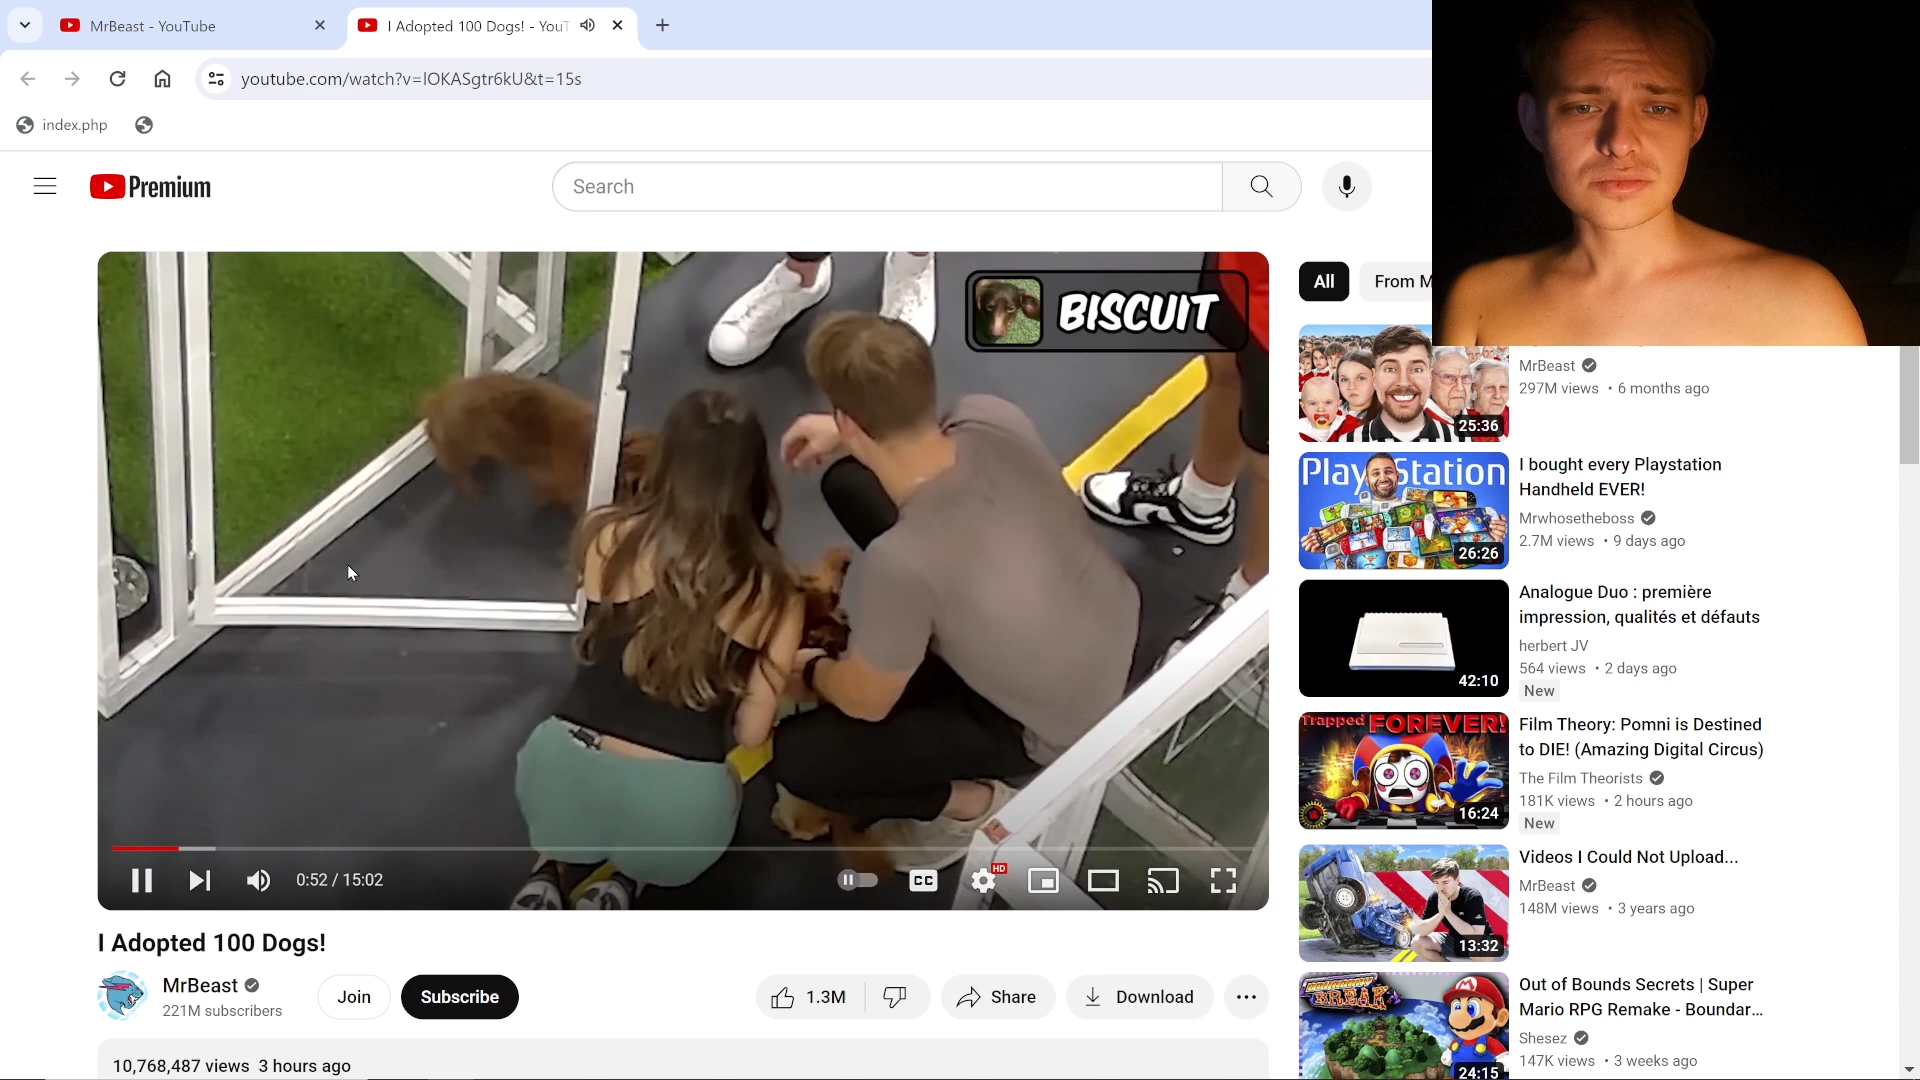 MrBeast - YouTube
I Adopted 100 Dogs! - YouT
youtube.com/watch?v=lOKASgtr6kU&t=15s
index.php
Premium
Search
BISCUIT
0:52 / 15:02
CC
HD
I Adopted 100 Dogs!
MrBeast
221M subscribers
Join
Subscribe
1.3M
Share
Download
10,768,487 views 3 hours ago
All
From M
25:36
MrBeast
297M views • 6 months ago
PlayStation
26:26
I bought every Playstation
Handheld EVER!
Mrwhosetheboss
2.7M views • 9 days ago
42:10
Analogue Duo : première
impression, qualités et défauts
herbert JV
564 views • 2 days ago
New
Trapped FOREVER!
16:24
Film Theory: Pomni is Destined
to DIE! (Amazing Digital Circus)
The Film Theorists
181K views • 2 hours ago
New
13:32
Videos I Could Not Upload...
MrBeast
148M views • 3 years ago
BOUNDARY
BREAK
24:15
Out of Bounds Secrets | Super
Mario RPG Remake - Boundar...
Shesez
147K views • 3 weeks ago